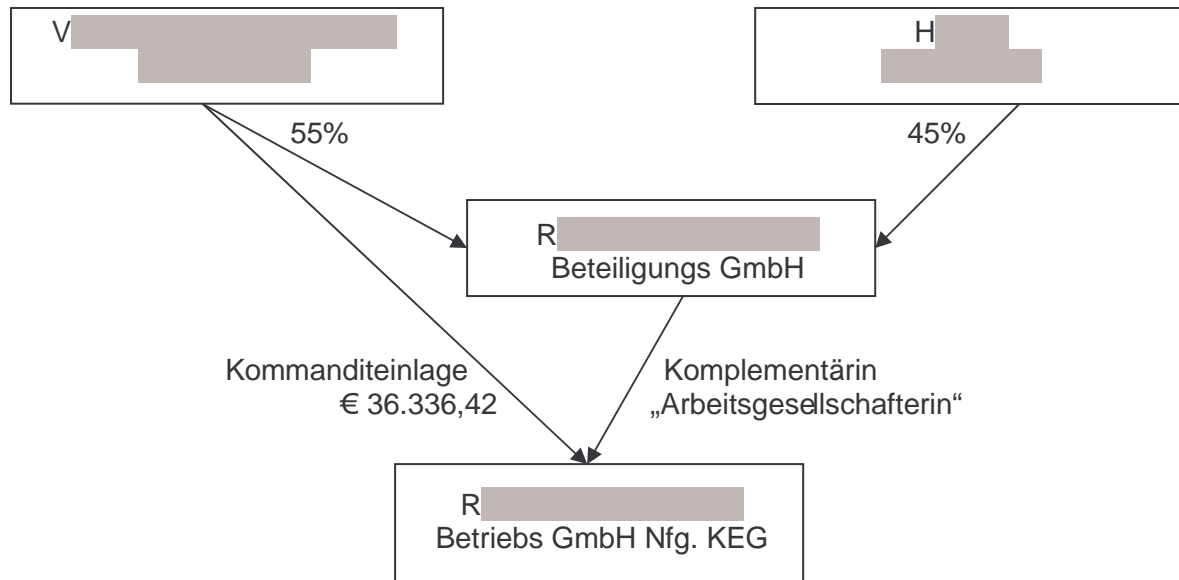 V
H
55%
45%
R
Beteiligungs GmbH
Kommanditeinlage
€ 36.336,42
Komplementärin
„Arbeitsgesellschafterin“
R
Betriebs GmbH Nfg. KEG